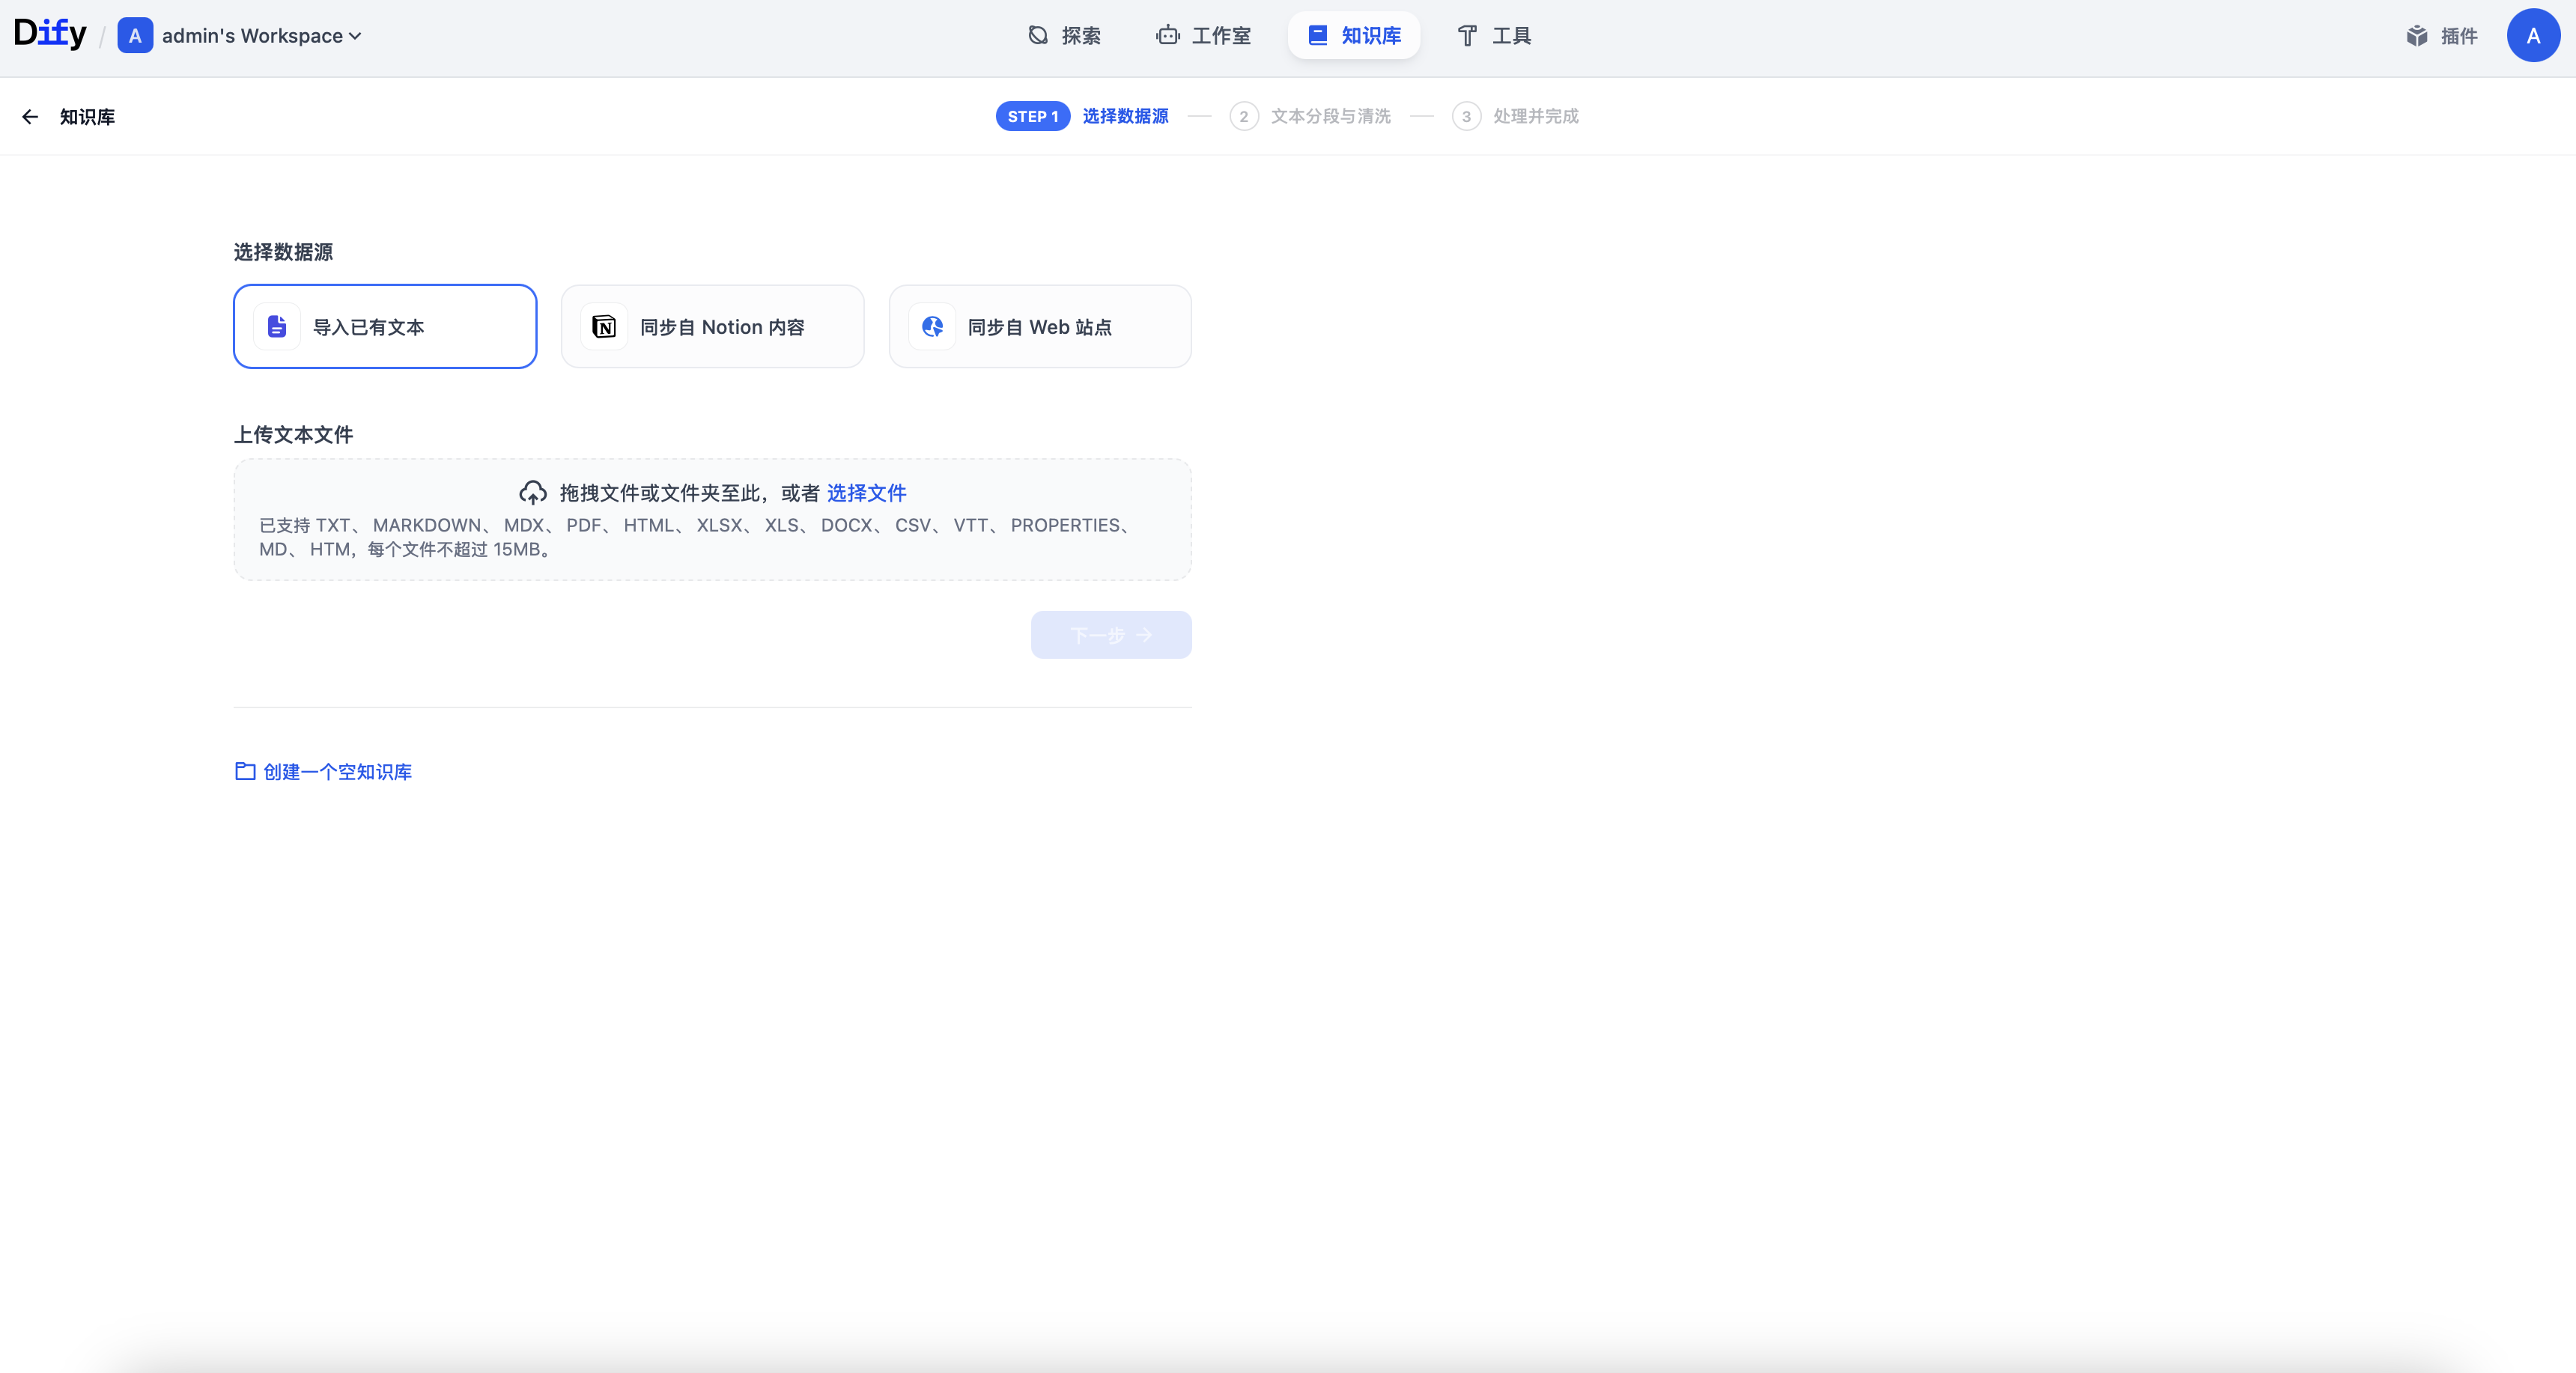 Dify / A admin's Workspace 探索 工作室 知识库 工具 插件 A
知识库 STEP 1 选择数据源 2 文本分段与清洗 3 处理并完成
选择数据源
导入已有文本 同步自 Notion 内容 同步自 Web 站点
上传文本文件
拖拽文件或文件夹至此，或者 选择文件
已支持 TXT、 MARKDOWN、 MDX、 PDF、 HTML、 XLSX、 XLS、 DOCX、 CSV、 VTT、 PROPERTIES、
MD、 HTM，每个文件不超过 15MB。
下一步
创建一个空知识库